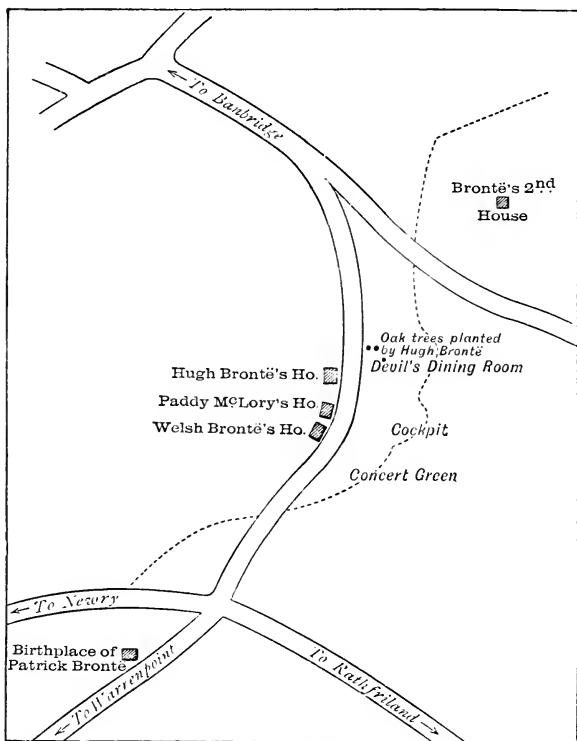 ← To Banbridge
Brontë's 2nd.
House
Oak trees planted
by Hugh Brontë
Devil's Dining Room
Hugh Brontë's Ho.
Paddy McLory's Ho.
Welsh Brontë's Ho.
Cockpit
Concert Green
← To Newry
Birthplace of
Patrick Brontë
← To Warrenpoint
To Rathfriland →